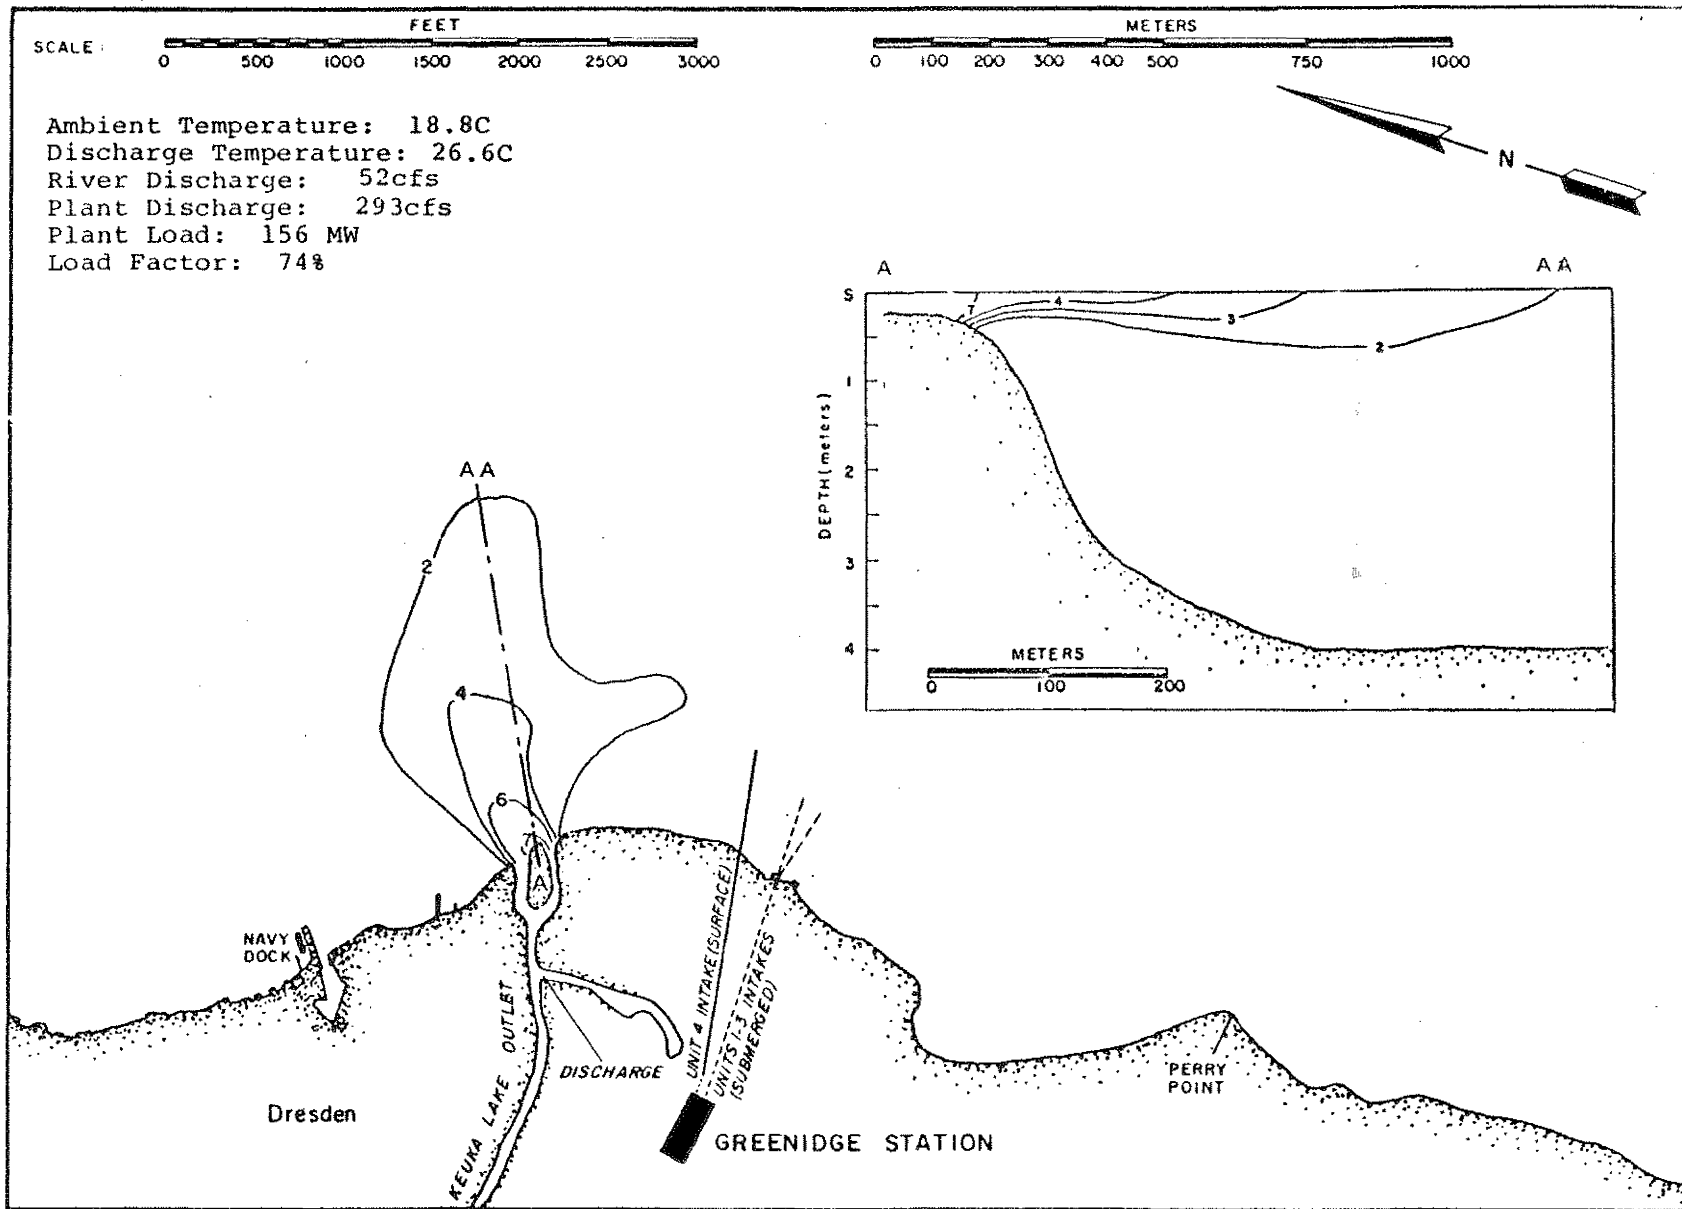 SCALE:
FEET
0 500 1000 1500 2000 2500 3000
METERS
0 100 200 300 400 500 750 1000
Ambient Temperature: 18.8C
Discharge Temperature: 26.6C
River Discharge: 52cfs
Plant Discharge: 293cfs
Plant Load: 156 MW
Load Factor: 74%
N
A
AA
S
1
2
3
4
DEPTH (meters)
7
4
3
2
METERS
0 100 200
AA
2
4
6
7
A
NAVY
DOCK
KEUKA LAKE OUTLET
DISCHARGE
UNIT 4 INTAKE (SURFACE)
UNITS 1-3 INTAKES
(SUBMERGED)
PERRY
POINT
Dresden
GREENIDGE STATION